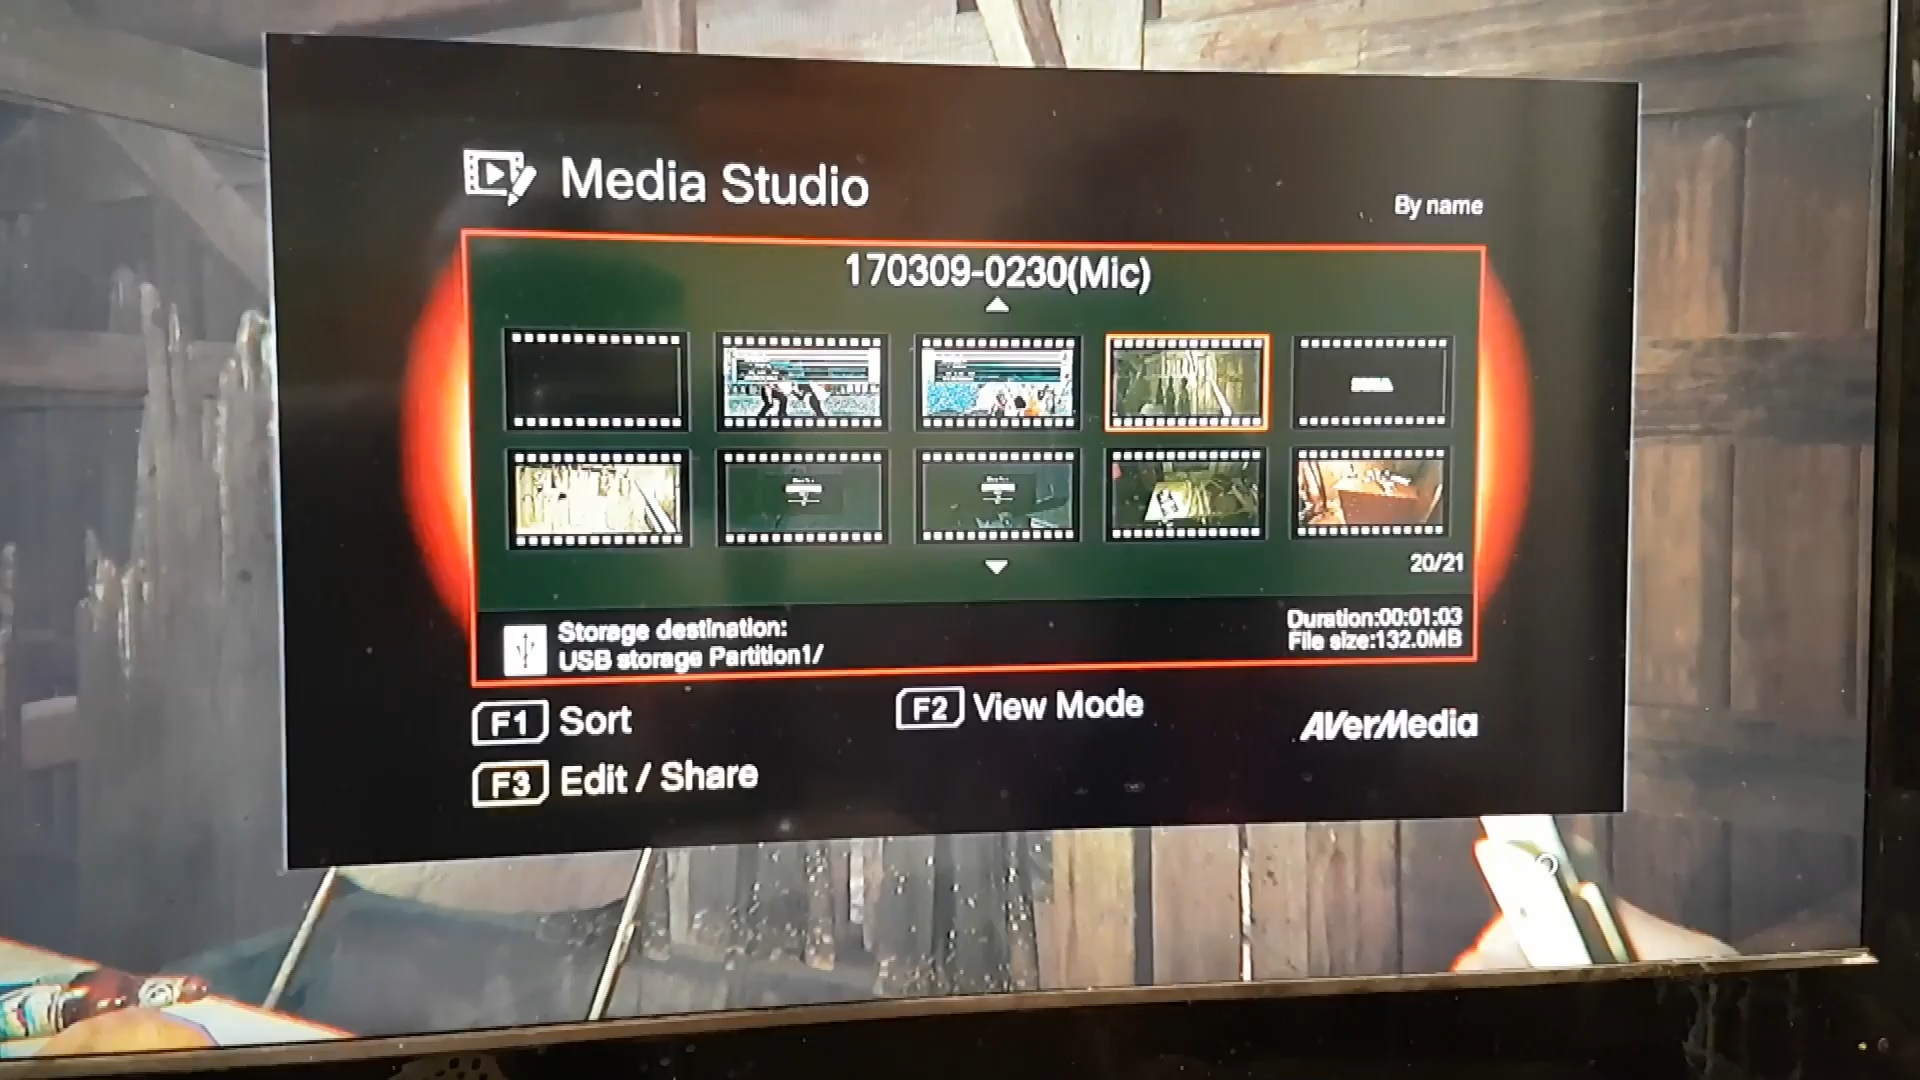 Media Studio
By name
170309-0230(Mic)
20/21
Storage destination:
USB storage Partition1/
Duration:00:01:03
File size:132.0MB
F1 Sort
F2 View Mode
AVerMedia
F3 Edit / Share